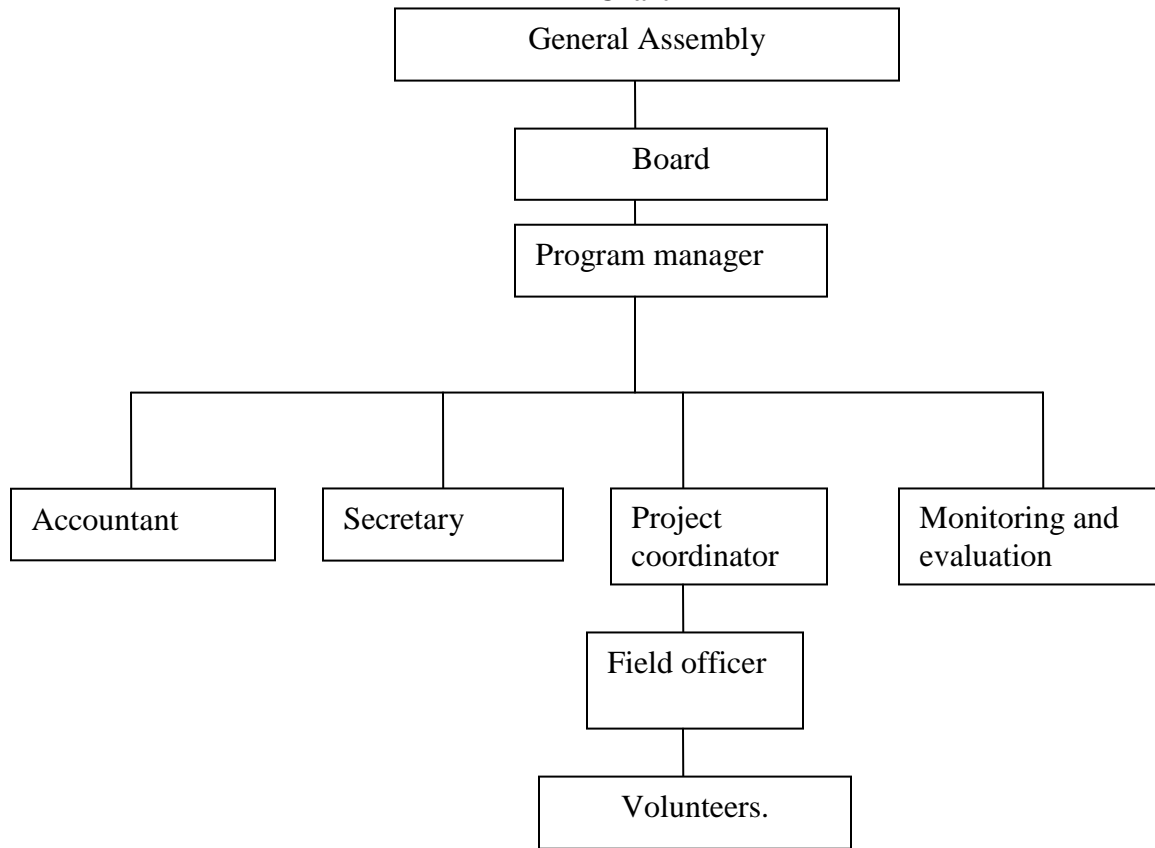 General Assembly
Board
Program manager
Accountant
Secretary
Project
coordinator
Monitoring and
evaluation
Field officer
Volunteers.